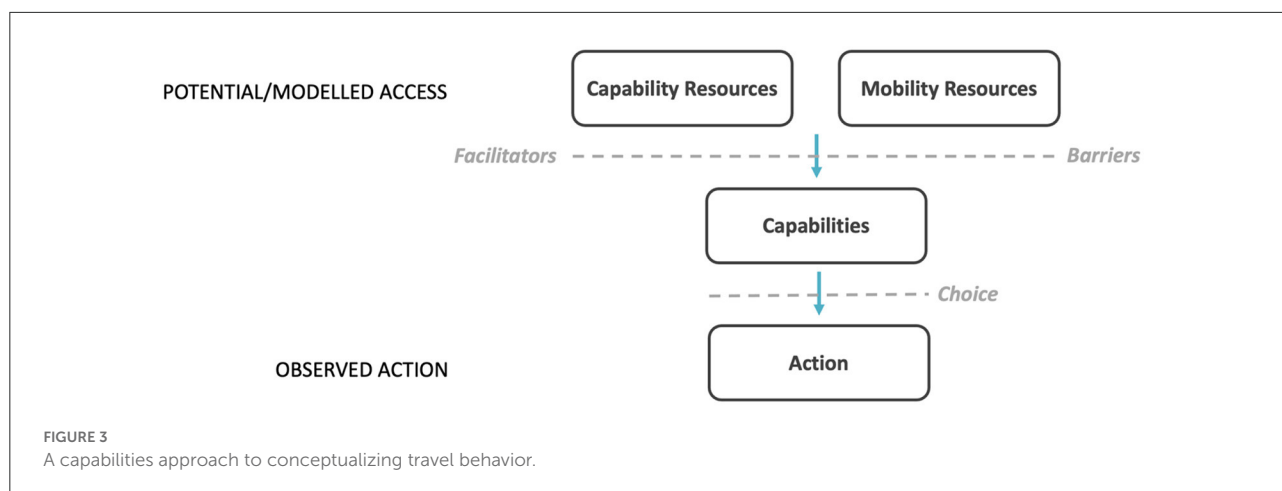 POTENTIAL/MODELLED ACCESS
Capability Resources
Mobility Resources
Facilitators
Barriers
Capabilities
Choice
OBSERVED ACTION
Action
FIGURE 3
A capabilities approach to conceptualizing travel behavior.